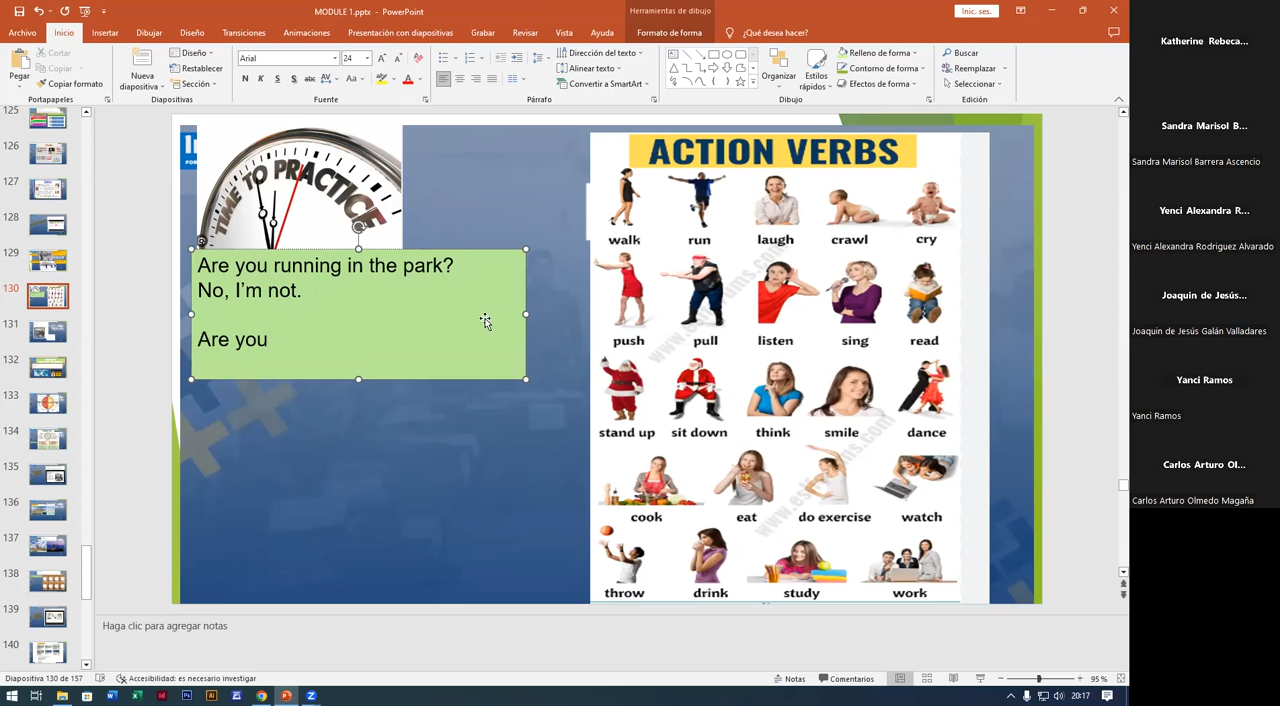 MODULE 1.pptx - PowerPoint
Herramientas de dibujo
Inic. ses.
Archivo
Inicio
Insertar
Dibujar
Diseño
Transiciones
Animaciones
Presentación con diapositivas
Grabar
Revisar
Vista
Ayuda
Formato de forma
¿Qué desea hacer?
Pegar
Cortar
Copiar
Copiar formato
Portapapeles
Nueva diapositiva
Diseño
Restablecer
Sección
Diapositivas
Arial
24
N K S S abc AV Aa
Fuente
Dirección del texto
Alinear texto
Convertir a SmartArt
Párrafo
Organizar
Estilos rápidos
Relleno de forma
Contorno de forma
Efectos de forma
Dibujo
Buscar
Reemplazar
Seleccionar
Edición
125
126
127
128
129
130
131
132
133
134
135
136
137
138
139
140
TIME TO PRACTICE
Are you running in the park?
No, I'm not.
Are you
ACTION VERBS
walk run laugh crawl cry
push pull listen sing read
stand up sit down think smile dance
cook eat do exercise watch
throw drink study work
Haga clic para agregar notas
Diapositiva 130 de 157
Accesibilidad: es necesario investigar
Notas
Comentarios
95 %
20:17
Katherine Rebeca...
Sandra Marisol B...
Sandra Marisol Barrera Ascencio
Yenci Alexandra R...
Yenci Alexandra Rodriguez Alvarado
Joaquin de Jesús...
Joaquin de Jesús Galán Valladares
Yanci Ramos
Yanci Ramos
Carlos Arturo Ol...
Carlos Arturo Olmedo Magaña